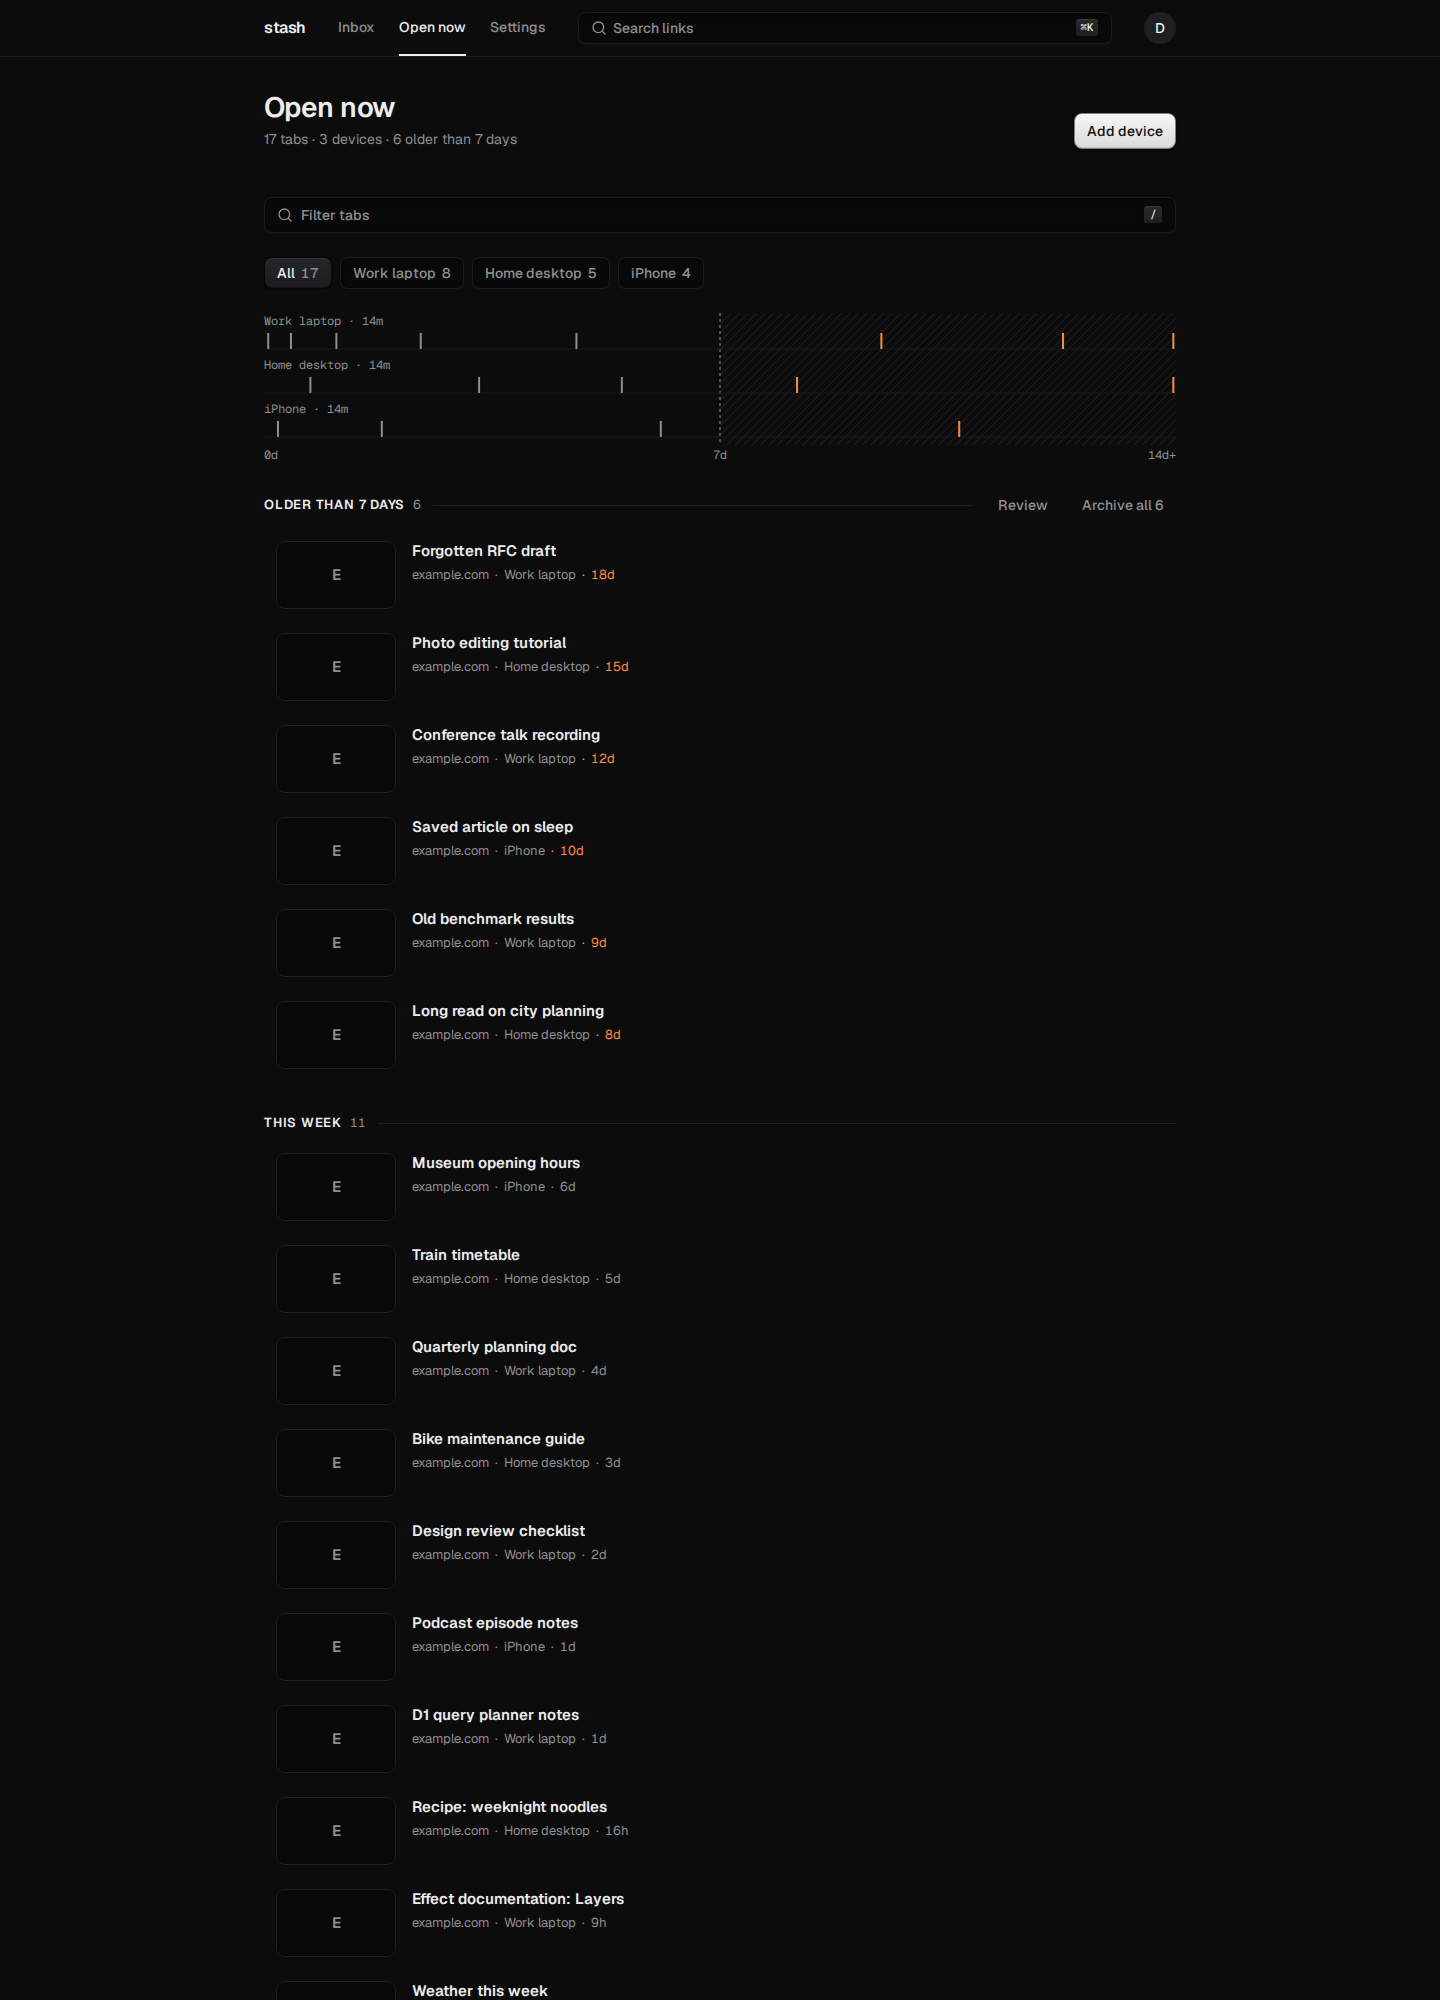 stash Inbox Open now Settings Search links ⌘K D
Open now
17 tabs · 3 devices · 6 older than 7 days
Add device
Filter tabs /
All 17 Work laptop 8 Home desktop 5 iPhone 4
Work laptop · 14m
Home desktop · 14m
iPhone · 14m
0d 7d 14d+
OLDER THAN 7 DAYS 6 Review Archive all 6
E
Forgotten RFC draft
example.com · Work laptop · 18d
E
Photo editing tutorial
example.com · Home desktop · 15d
E
Conference talk recording
example.com · Work laptop · 12d
E
Saved article on sleep
example.com · iPhone · 10d
E
Old benchmark results
example.com · Work laptop · 9d
E
Long read on city planning
example.com · Home desktop · 8d
THIS WEEK 11
E
Museum opening hours
example.com · iPhone · 6d
E
Train timetable
example.com · Home desktop · 5d
E
Quarterly planning doc
example.com · Work laptop · 4d
E
Bike maintenance guide
example.com · Home desktop · 3d
E
Design review checklist
example.com · Work laptop · 2d
E
Podcast episode notes
example.com · iPhone · 1d
E
D1 query planner notes
example.com · Work laptop · 1d
E
Recipe: weeknight noodles
example.com · Home desktop · 16h
E
Effect documentation: Layers
example.com · Work laptop · 9h
Weather this week